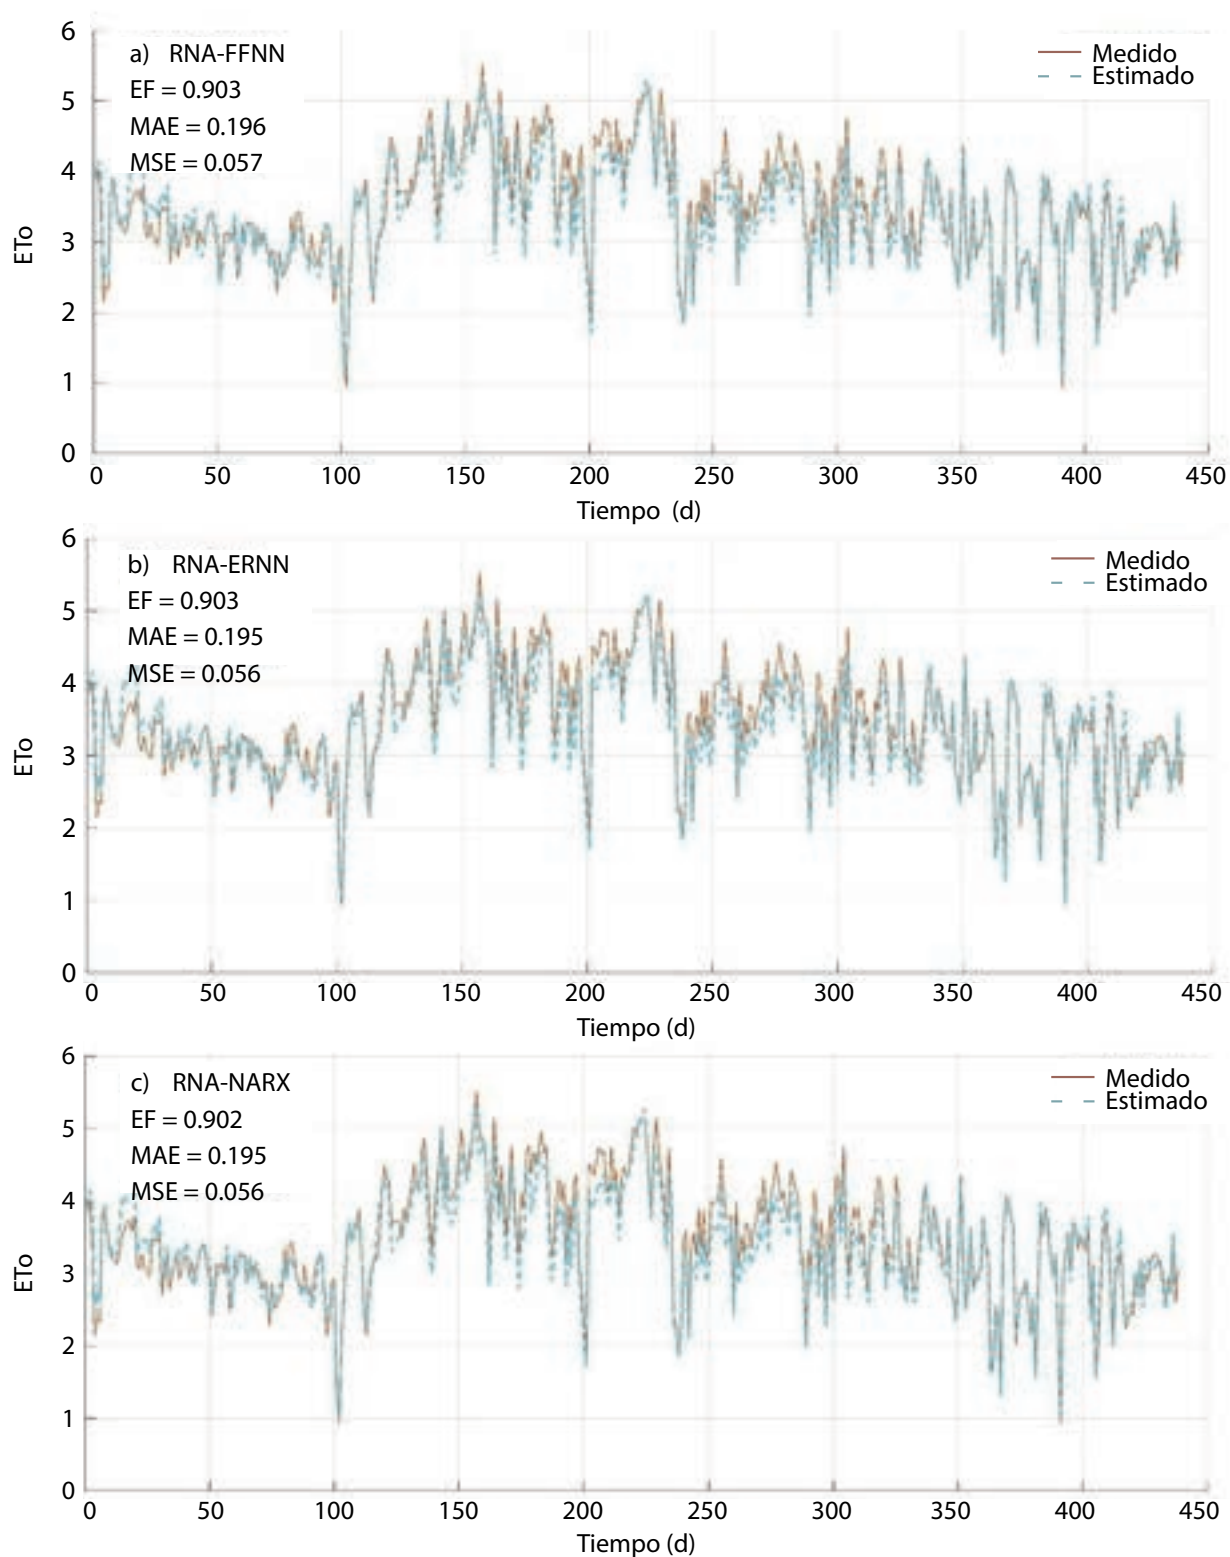 6
a) RNA-FFNN
EF = 0.903
MAE = 0.196
MSE = 0.057
Medido
Estimado
5
4
3
2
1
0
ETo
0 50 100 150 200 250 300 350 400 450
Tiempo (d)
6
b) RNA-ERNN
EF = 0.903
MAE = 0.195
MSE = 0.056
Medido
Estimado
5
4
3
2
1
0
ETo
0 50 100 150 200 250 300 350 400 450
Tiempo (d)
6
c) RNA-NARX
EF = 0.902
MAE = 0.195
MSE = 0.056
Medido
Estimado
5
4
3
2
1
0
ETo
0 50 100 150 200 250 300 350 400 450
Tiempo (d)